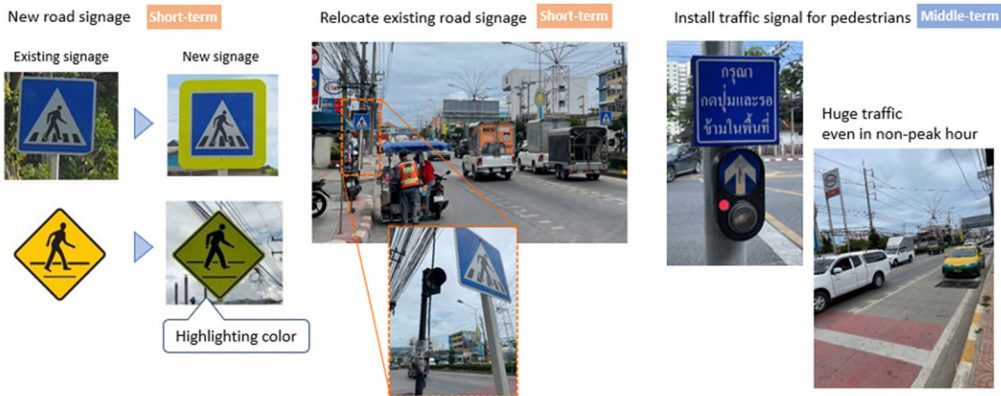 New road signage
Short-term
Existing signage
New signage
Highlighting color
Relocate existing road signage
Short-term
Install traffic signal for pedestrians
Middle-term
กรุณา
กดปุ่มและรอ
ข้ามในพื้นที่
Huge traffic
even in non-peak hour